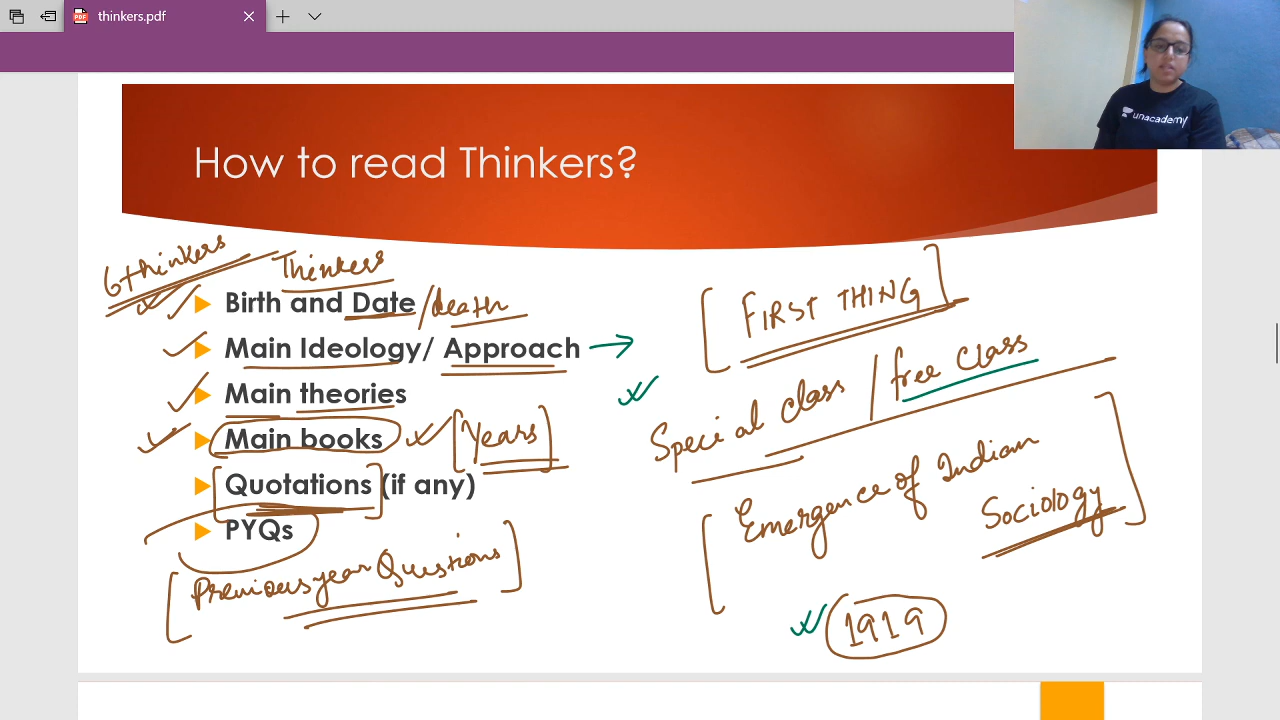 thinkers.pdf
unacademy
How to read Thinkers?
6 thinkers
Thinkers
Birth and Date /death
Main Ideology/ Approach
Main theories
Main books [Years]
Quotations (if any)
PYQs
[Previous year Questions]
[FIRST THING]
Special class / free class
[Emergence of Indian
Sociology]
1919